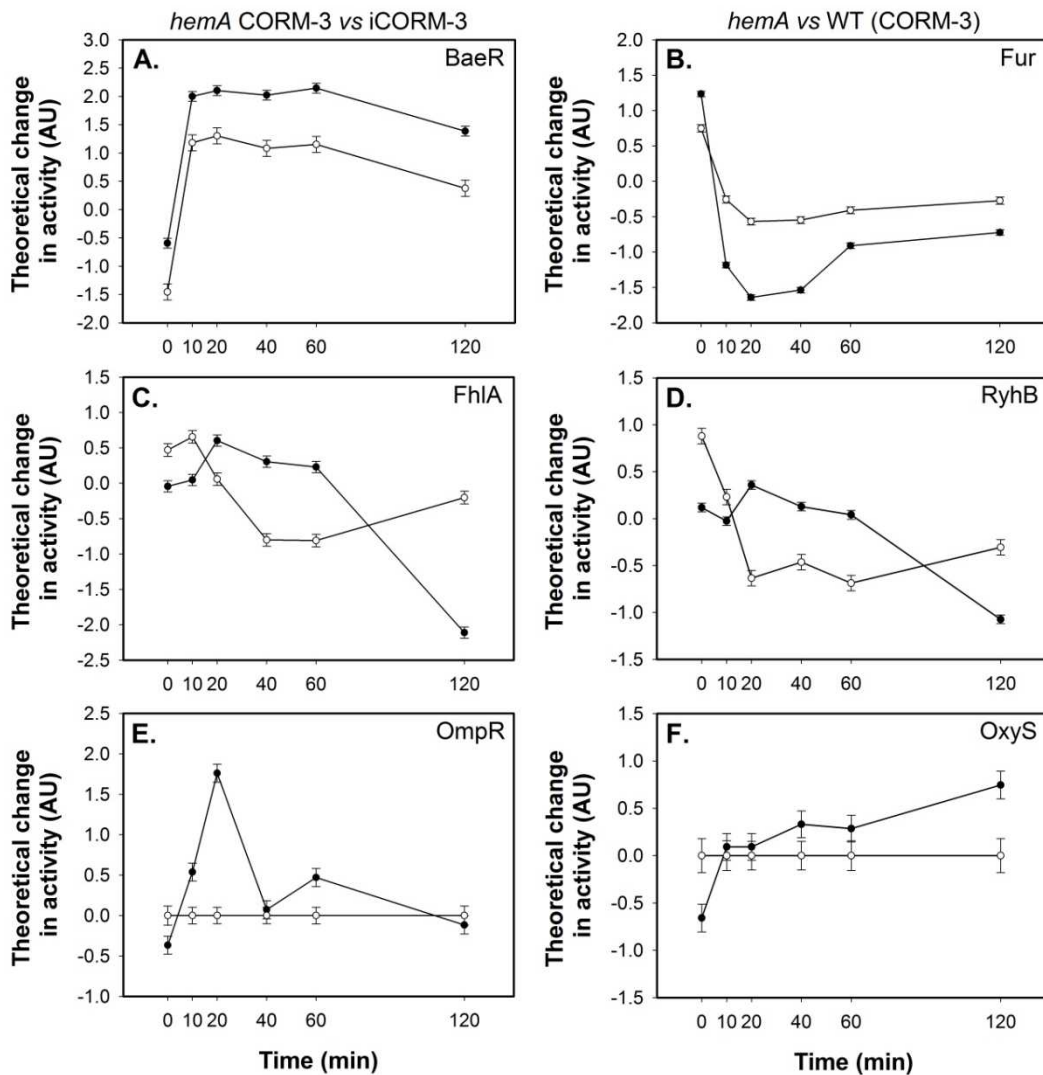 hemA CORM-3 vs iCORM-3
A. BaeR
3.0
2.5
2.0
1.5
1.0
0.5
0.0
-0.5
-1.0
-1.5
-2.0
Theoretical change
in activity (AU)
0 10 20 40 60 120
hemA vs WT (CORM-3)
B. Fur
2.0
1.5
1.0
0.5
0.0
-0.5
-1.0
-1.5
-2.0
Theoretical change
in activity (AU)
0 10 20 40 60 120
C. FhlA
1.5
1.0
0.5
0.0
-0.5
-1.0
-1.5
-2.0
-2.5
Theoretical change
in activity (AU)
0 10 20 40 60 120
D. RyhB
1.5
1.0
0.5
0.0
-0.5
-1.0
-1.5
Theoretical change
in activity (AU)
0 10 20 40 60 120
E. OmpR
2.5
2.0
1.5
1.0
0.5
0.0
-0.5
-1.0
Theoretical change
in activity (AU)
0 10 20 40 60 120
Time (min)
F. OxyS
1.5
1.0
0.5
0.0
-0.5
-1.0
-1.5
Theoretical change
in activity (AU)
0 10 20 40 60 120
Time (min)